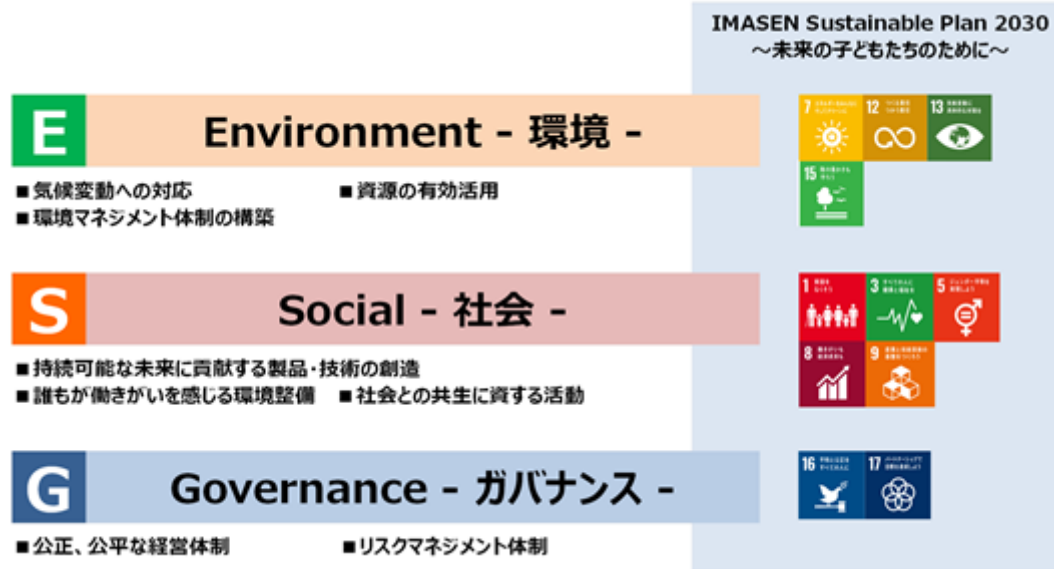 IMASEN Sustainable Plan 2030
～未来の子どもたちのために～
E
Environment - 環境 -
■気候変動への対応 ■資源の有効活用
■環境マネジメント体制の構築
7
12
13
15
S
Social - 社会 -
■持続可能な未来に貢献する製品・技術の創造
■誰もが働きがいを感じる環境整備 ■社会との共生に資する活動
1
3
5
8
9
G
Governance - ガバナンス -
■公正、公平な経営体制 ■リスクマネジメント体制
16
17